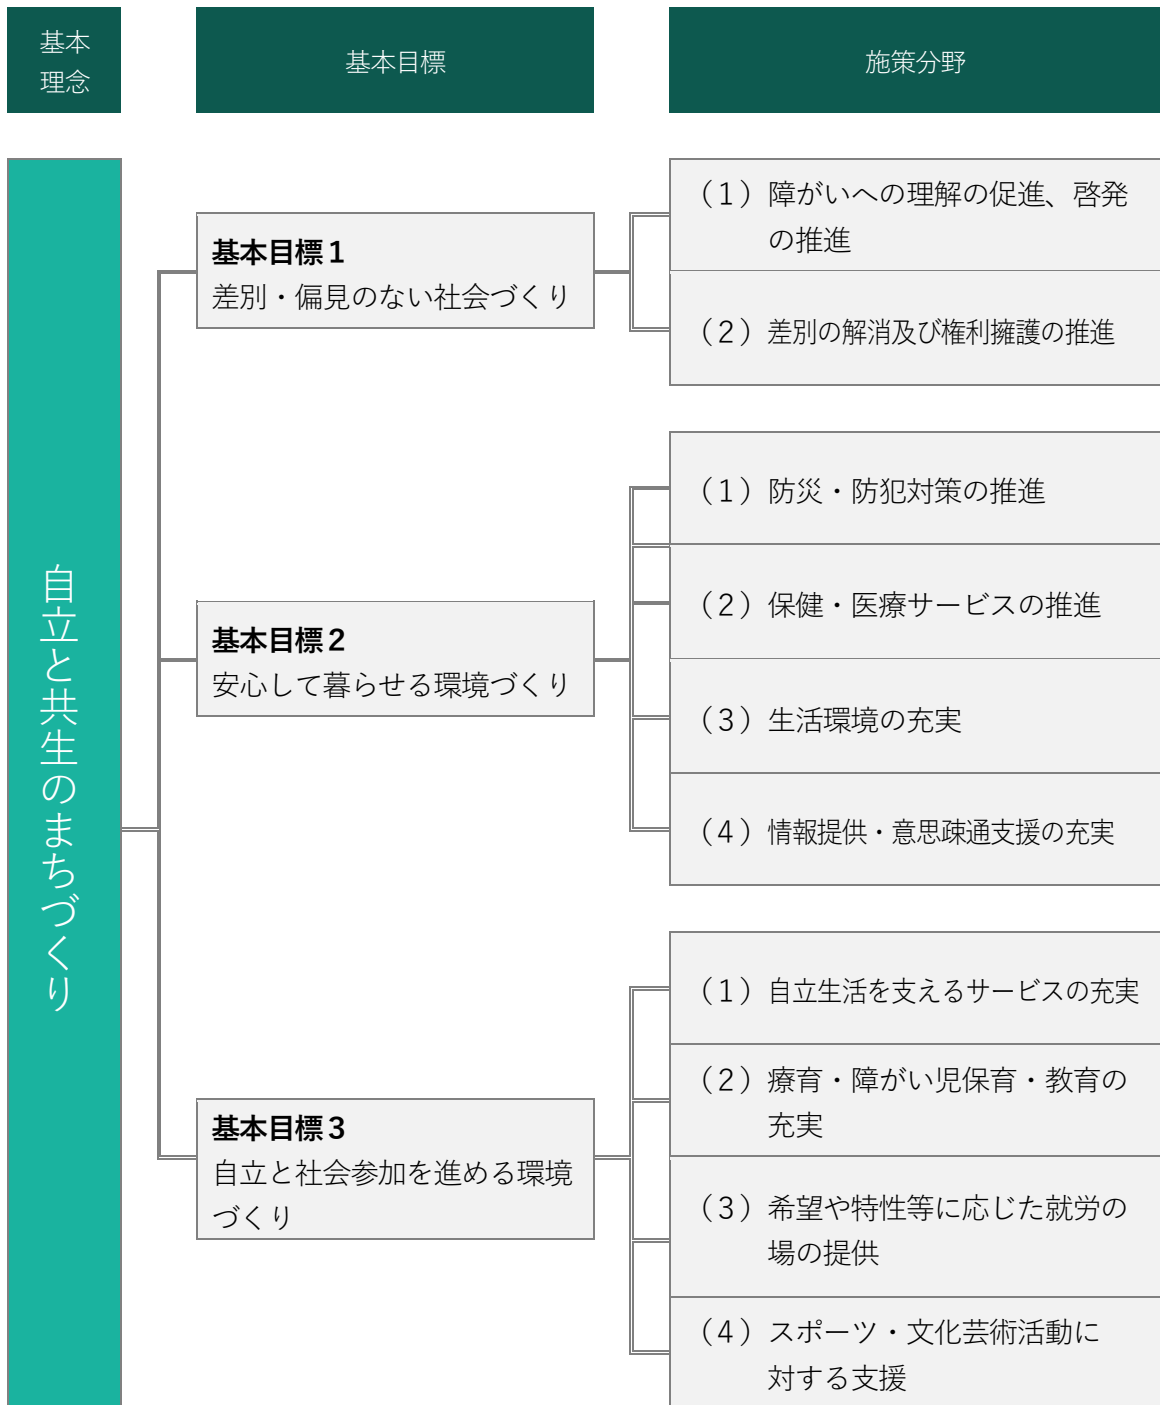 基本
理念
基本目標
施策分野
自立と共生のまちづくり
基本目標１
差別・偏見のない社会づくり
（１）障がいへの理解の促進、啓発
の推進
（２）差別の解消及び権利擁護の推進
基本目標２
安心して暮らせる環境づくり
（１）防災・防犯対策の推進
（２）保健・医療サービスの推進
（３）生活環境の充実
（４）情報提供・意思疎通支援の充実
基本目標３
自立と社会参加を進める環境
づくり
（１）自立生活を支えるサービスの充実
（２）療育・障がい児保育・教育の
充実
（３）希望や特性等に応じた就労の
場の提供
（４）スポーツ・文化芸術活動に
対する支援